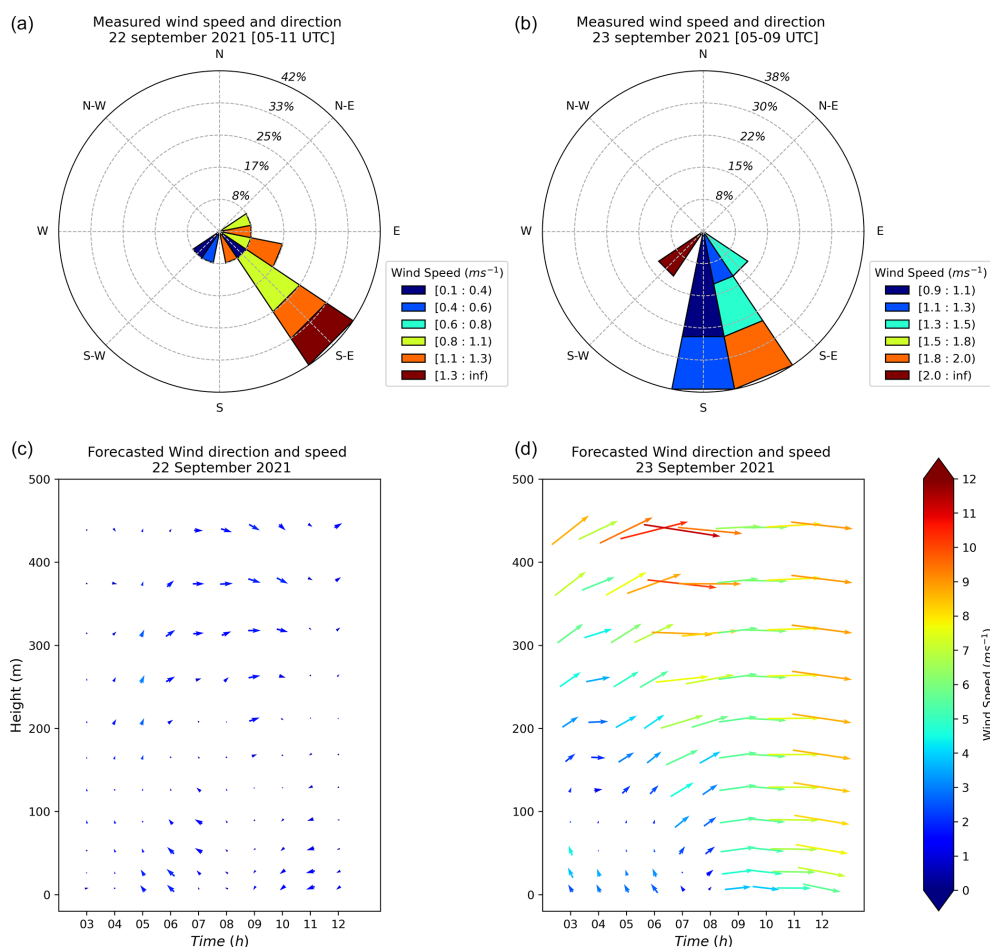 (a)
Measured wind speed and direction
22 september 2021 [05-11 UTC]
N
42%
N-W
33%
N-E
25%
17%
8%
W
E
S-W
S-E
S
Wind Speed (ms⁻¹)
[0.1 : 0.4)
[0.4 : 0.6)
[0.6 : 0.8)
[0.8 : 1.1)
[1.1 : 1.3)
[1.3 : inf)
(b)
Measured wind speed and direction
23 september 2021 [05-09 UTC]
N
38%
N-W
30%
N-E
22%
15%
8%
W
E
S-W
S-E
S
Wind Speed (ms⁻¹)
[0.9 : 1.1)
[1.1 : 1.3)
[1.3 : 1.5)
[1.5 : 1.8)
[1.8 : 2.0)
[2.0 : inf)
(c)
Forecasted Wind direction and speed
22 September 2021
500
400
300
200
100
0
Height (m)
03 04 05 06 07 08 09 10 11 12
Time (h)
(d)
Forecasted Wind direction and speed
23 September 2021
500
400
300
200
100
0
03 04 05 06 07 08 09 10 11 12
Time (h)
12
11
10
9
8
7
6
5
4
3
2
1
0
Wind Speed (ms⁻¹)